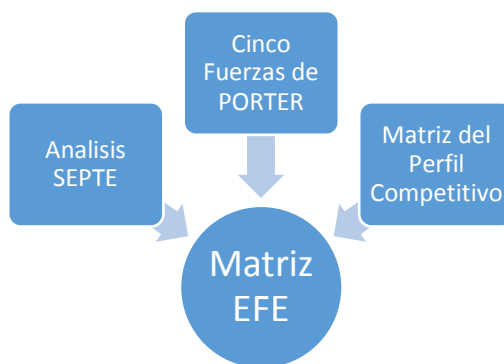 Cinco
Fuerzas de
PORTER
Analisis
SEPTE
Matriz del
Perfil
Competitivo
Matriz
EFE